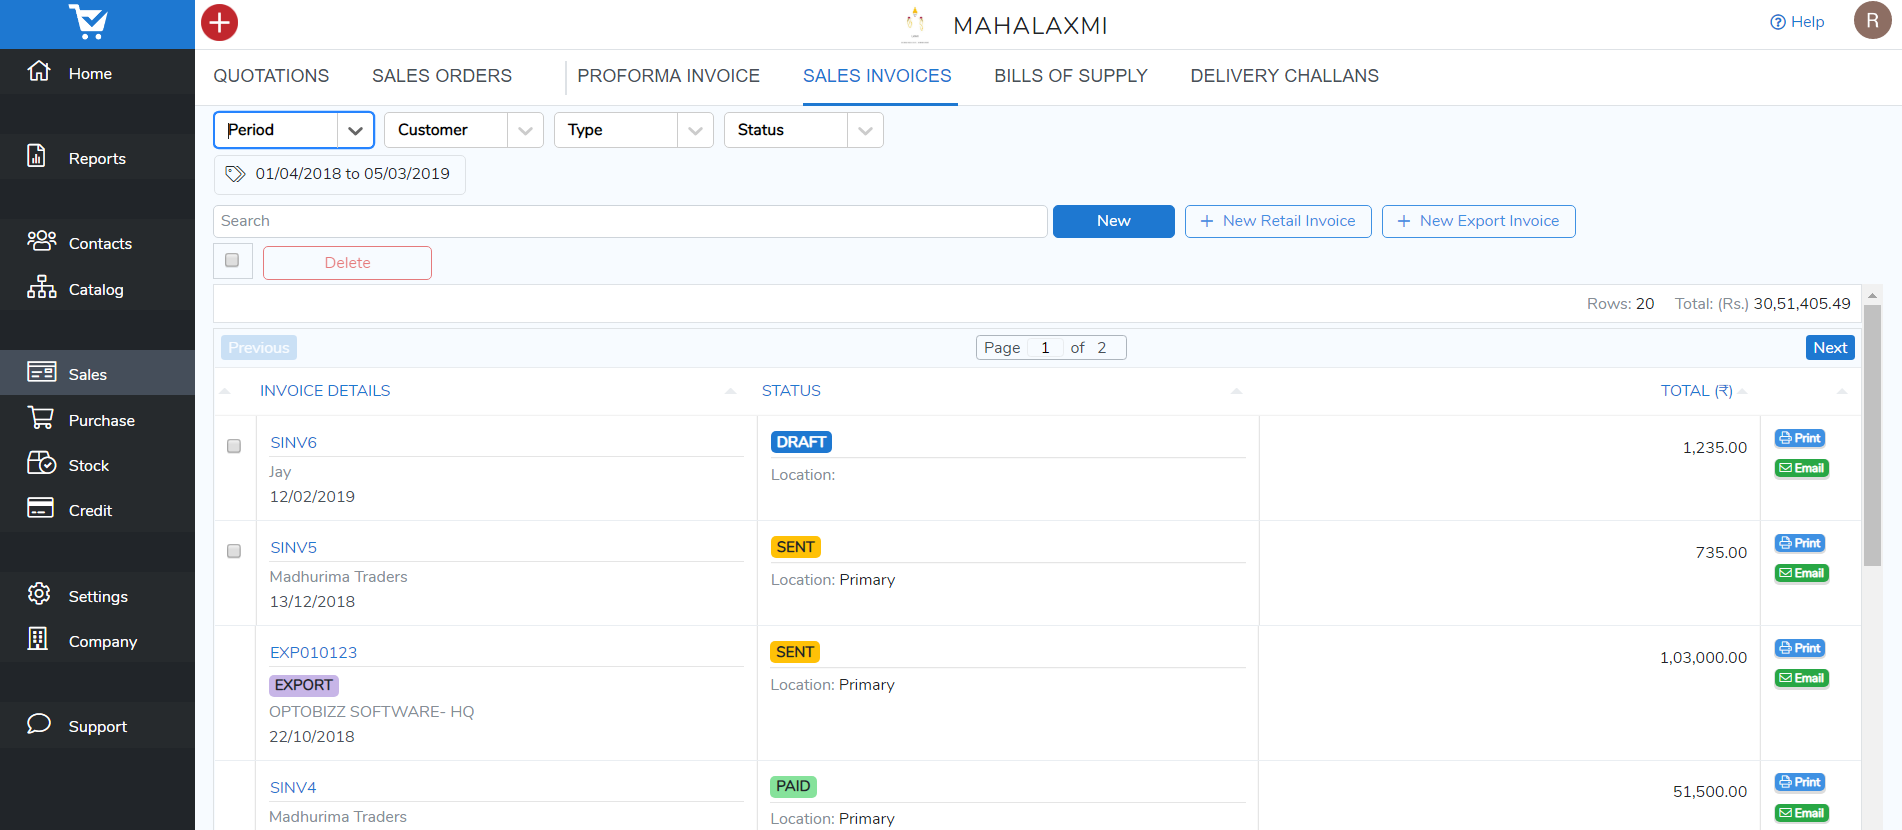 MAHALAXMI
Help
R
Home
Reports
Contacts
Catalog
Sales
Purchase
Stock
Credit
Settings
Company
Support
QUOTATIONS SALES ORDERS PROFORMA INVOICE SALES INVOICES BILLS OF SUPPLY DELIVERY CHALLANS
Period Customer Type Status
01/04/2018 to 05/03/2019
Search New + New Retail Invoice + New Export Invoice
Delete
Rows: 20 Total: (Rs.) 30,51,405.49
Previous Page 1 of 2 Next
INVOICE DETAILS STATUS TOTAL (₹)
SINV6 DRAFT 1,235.00 Print
Jay Location: Email
12/02/2019
SINV5 SENT 735.00 Print
Madhurima Traders Location: Primary Email
13/12/2018
EXP010123 SENT 1,03,000.00 Print
EXPORT Location: Primary Email
OPTOBIZZ SOFTWARE- HQ
22/10/2018
SINV4 PAID 51,500.00 Print
Madhurima Traders Location: Primary Email